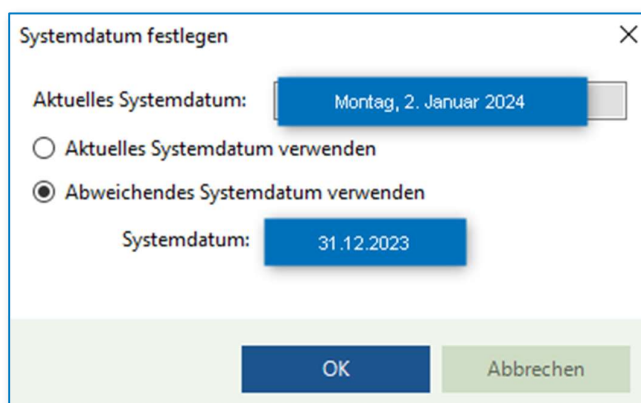 Systemdatum festlegen
Aktuelles Systemdatum: Montag, 2. Januar 2024
Aktuelles Systemdatum verwenden
Abweichendes Systemdatum verwenden
Systemdatum: 31.12.2023
OK Abbrechen